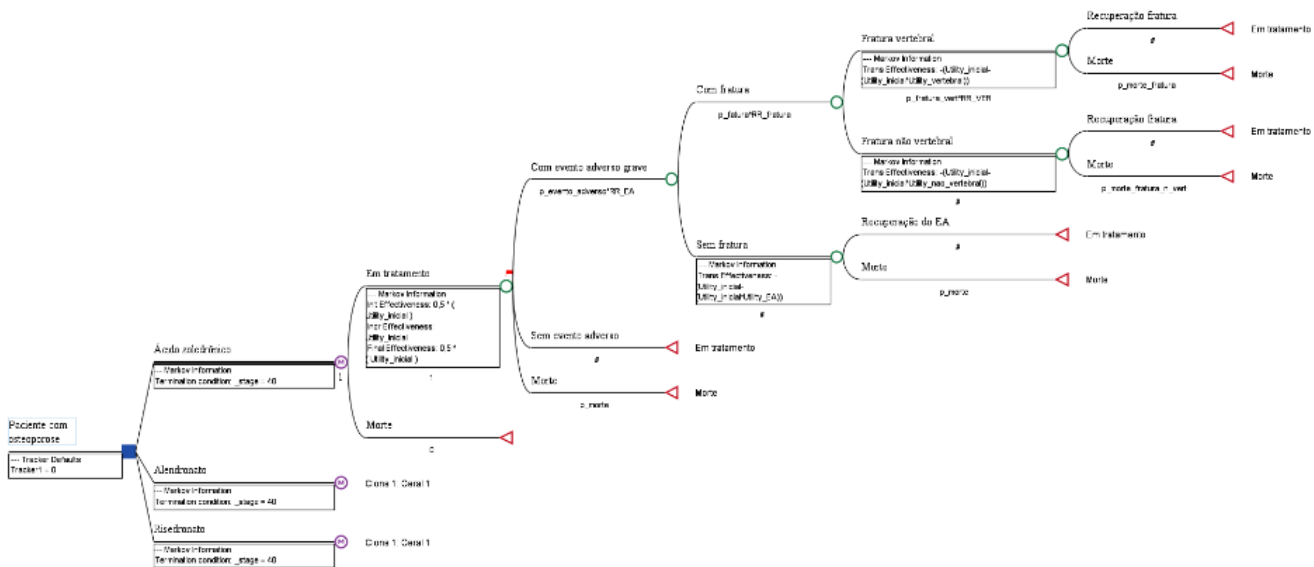 Paciente com
osteoporose
--- Tracker Defaults
Tracker1 = 0
Ácido zoledrônico
--- Markov Information
Termination condition: _stage = 40
1
Alendronato
--- Markov Information
Termination condition: _stage = 40
Clone 1: Geral 1
Risedronato
--- Markov Information
Termination condition: _stage = 40
Clone 1: Geral 1
Em tratamento
--- Markov Information
Init Effectiveness: 0,5 * (
Utility_inicial )
Incr Effectiveness:
Utility_inicial
Final Effectiveness: 0,5 *
( Utility_inicial )
1
Morte
0
Com evento adverso grave
p_evento_adverso*RR_EA
Sem evento adverso
#
Em tratamento
Morte
p_morte
Morte
Com fratura
p_fatura*RR_fratura
Sem fratura
--- Markov Information
Trans Effectiveness: -
(Utility_inicial-
(Utility_inicial*Utility_EA))
#
Fratura vertebral
--- Markov Information
Trans Effectiveness: -(Utility_inicial-
(Utility_inicial*Utility_vertebral))
p_fratura_vert*RR_VER
Fratura não vertebral
--- Markov Information
Trans Effectiveness: -(Utility_inicial-
(Utility_inicial*Utility_nao_vertebral))
#
Recuperação fratura
#
Em tratamento
Morte
p_morte_fratura
Morte
Recuperação fratura
#
Em tratamento
Morte
p_morte_fratura_n_vert
Morte
Recuperação do EA
#
Em tratamento
Morte
p_morte
Morte